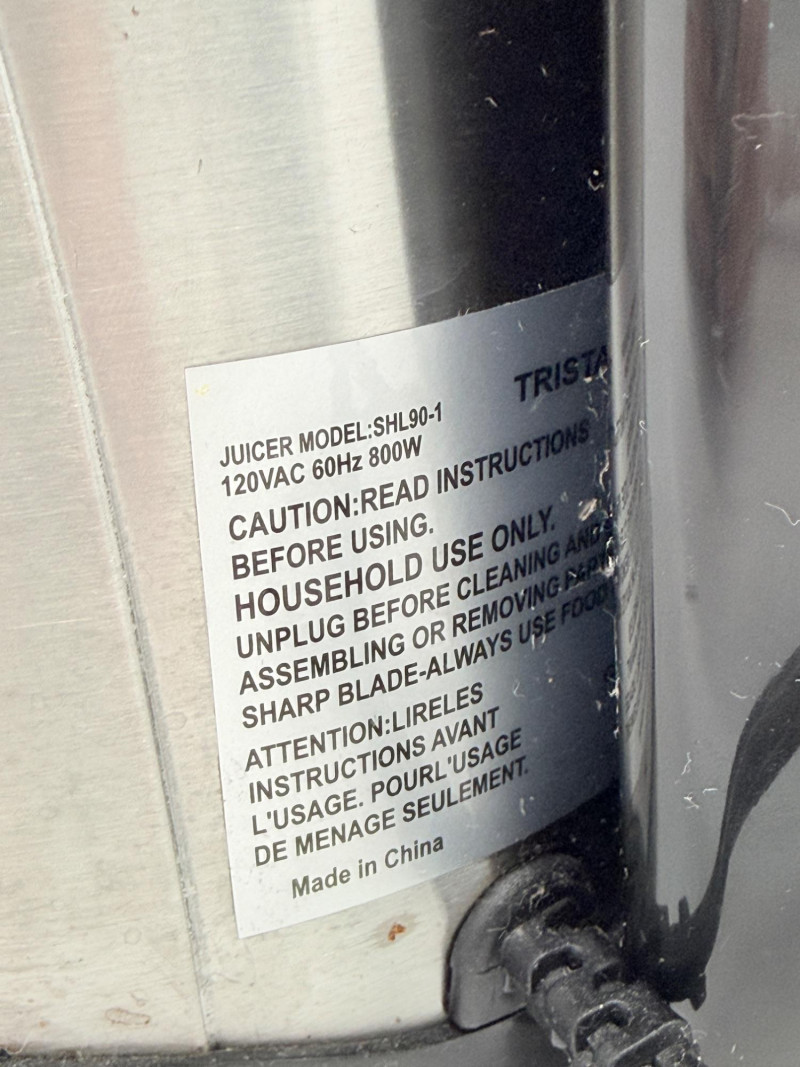 TRISTA
JUICER MODEL:SHL90-1
120VAC 60Hz 800W
CAUTION:READ INSTRUCTIONS
BEFORE USING.
HOUSEHOLD USE ONLY.
UNPLUG BEFORE CLEANING AND
ASSEMBLING OR REMOVING
SHARP BLADE-ALWAYS USE FOOD
ATTENTION:LIRELES
INSTRUCTIONS AVANT
L'USAGE. POURL'USAGE
DE MENAGE SEULEMENT.
Made in China